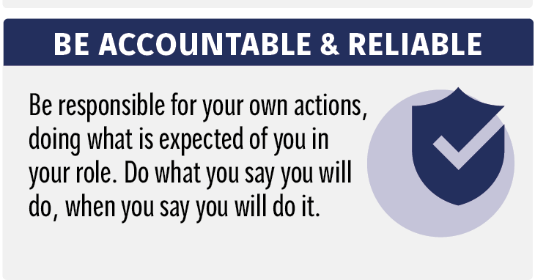 BE ACCOUNTABLE & RELIABLE
Be responsible for your own actions,
doing what is expected of you in
your role. Do what you say you will
do, when you say you will do it.